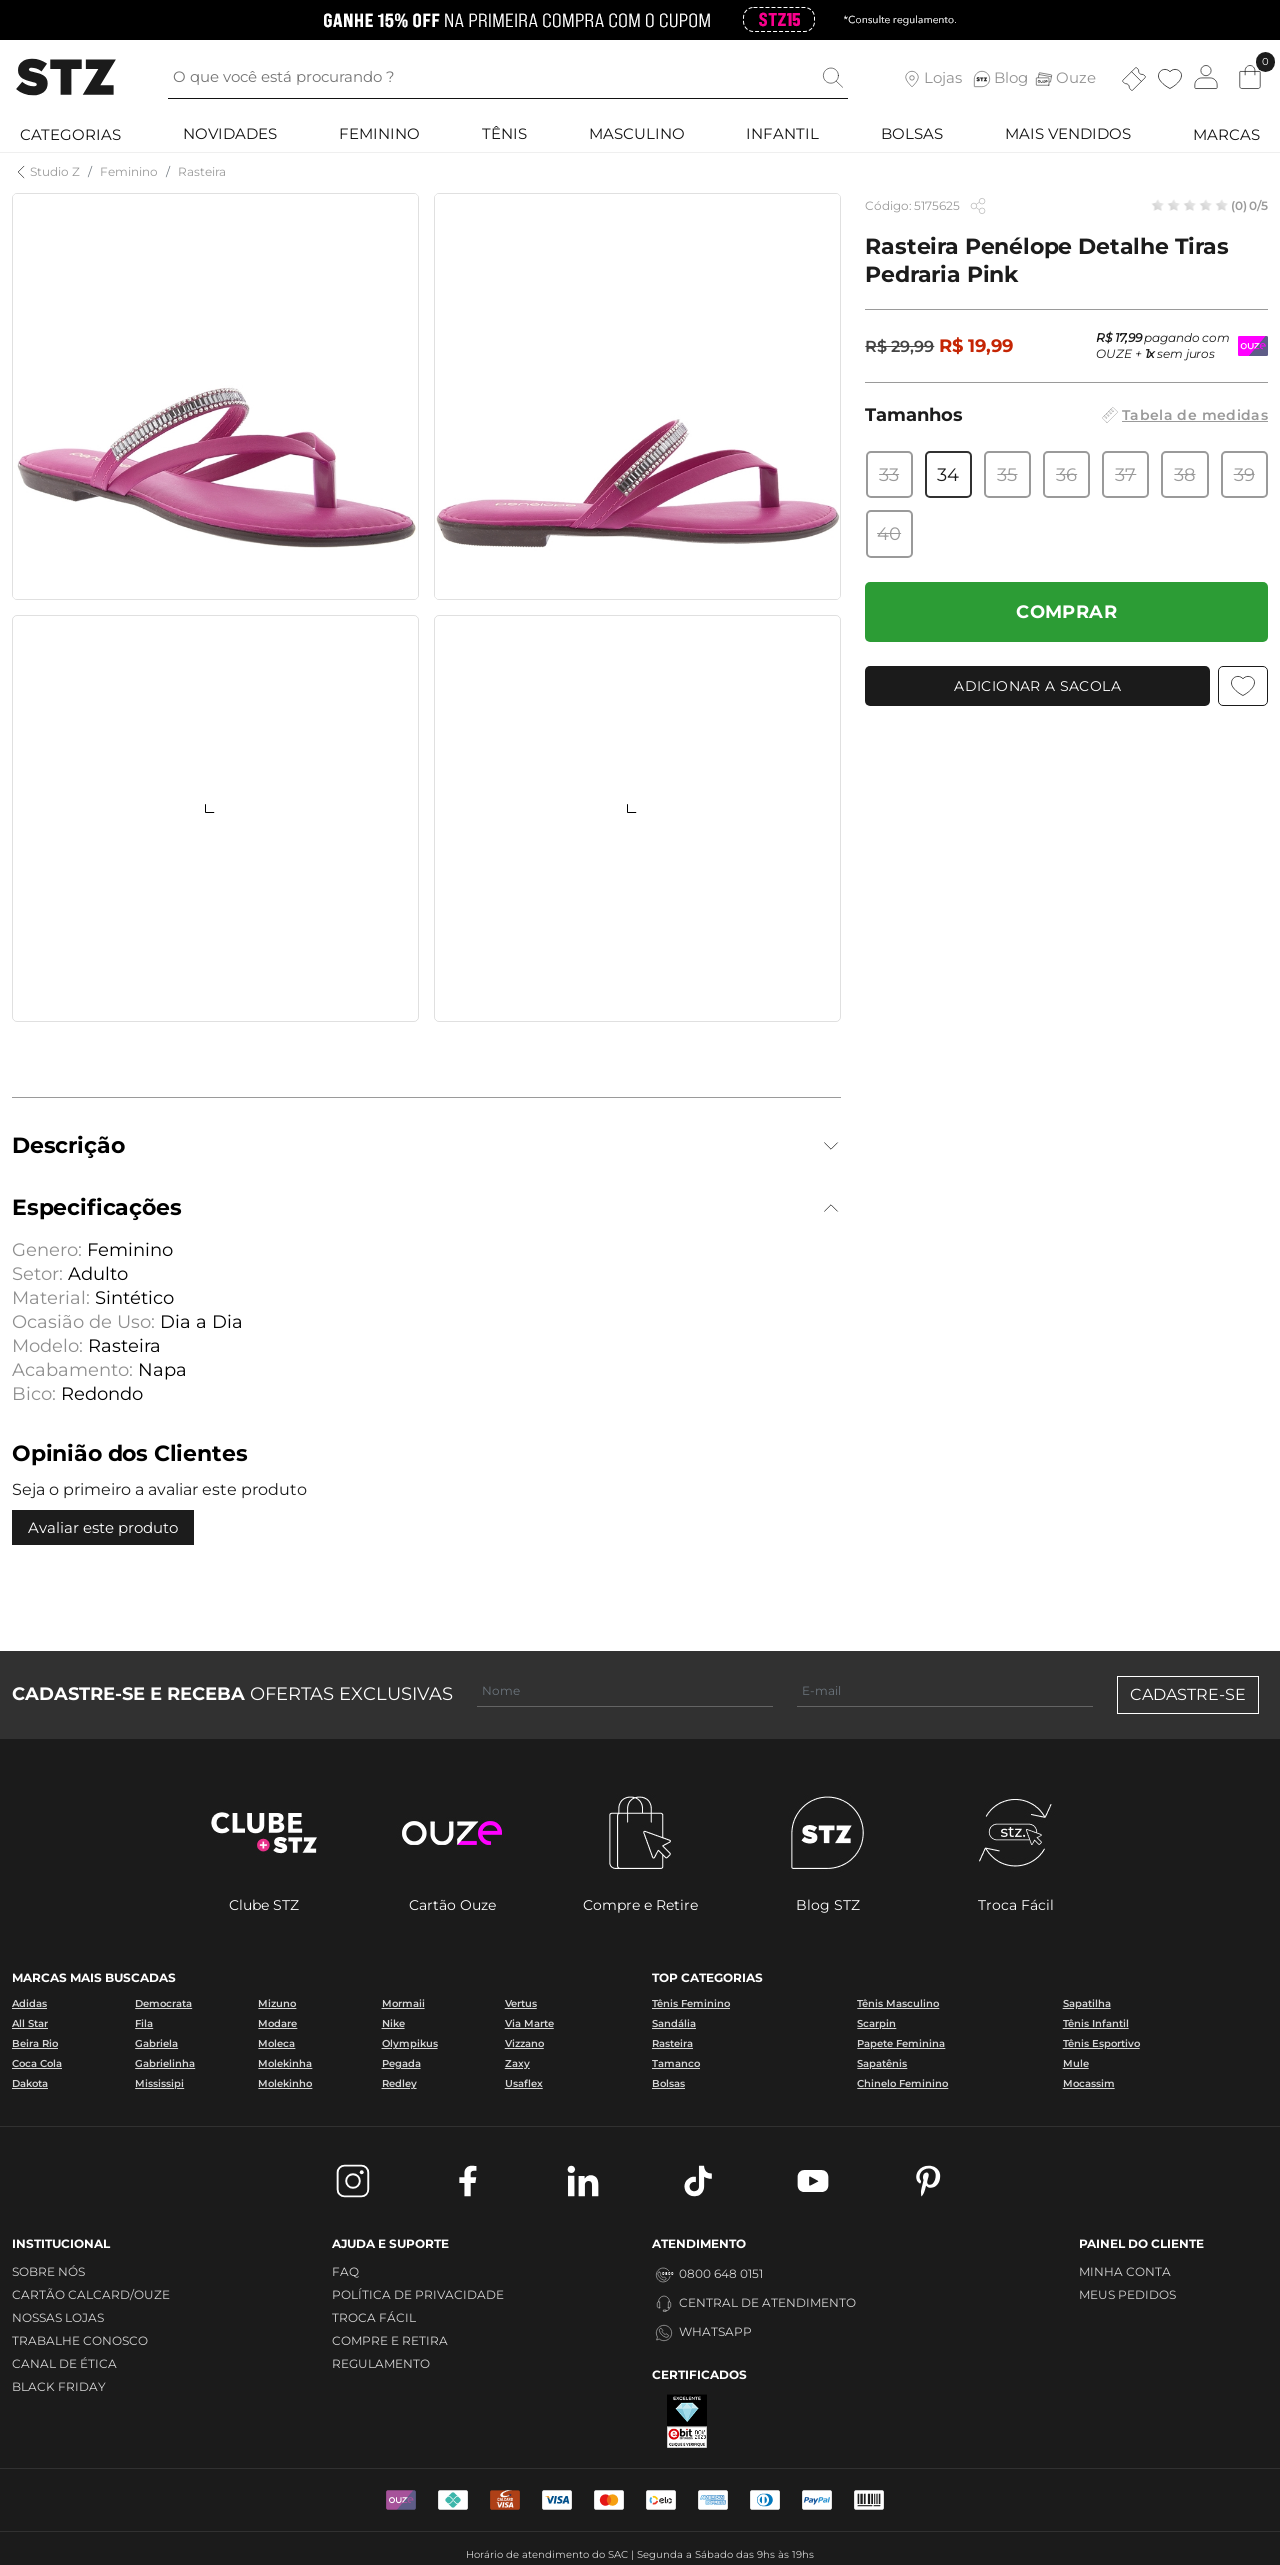 GANHE 15% OFF NA PRIMEIRA COMPRA COM O CUPOM STZ15 *Consulte regulamento.
STZ
O que você está procurando ?
Lojas
STZ Blog
Ouze
0
CATEGORIAS NOVIDADES FEMININO TÊNIS MASCULINO INFANTIL BOLSAS MAIS VENDIDOS MARCAS
Studio Z / Feminino / Rasteira
Código: 5175625
(0) 0/5
Rasteira Penélope Detalhe Tiras
Pedraria Pink
R$ 29,99 R$ 19,99
R$ 17,99 pagando com
OUZE + 1x sem juros
OUZE
Tamanhos
Tabela de medidas
33 34 35 36 37 38 39
40
COMPRAR
ADICIONAR A SACOLA
Descrição
Especificações
Genero: Feminino
Setor: Adulto
Material: Sintético
Ocasião de Uso: Dia a Dia
Modelo: Rasteira
Acabamento: Napa
Bico: Redondo
Opinião dos Clientes
Seja o primeiro a avaliar este produto
Avaliar este produto
CADASTRE-SE E RECEBA OFERTAS EXCLUSIVAS
Nome
E-mail
CADASTRE-SE
CLUBE
+STZ
ouze
STZ
stz.
Clube STZ
Cartão Ouze
Compre e Retire
Blog STZ
Troca Fácil
MARCAS MAIS BUSCADAS
Adidas Democrata Mizuno Mormaii Vertus
All Star Fila Modare Nike Via Marte
Beira Rio Gabriela Moleca Olympikus Vizzano
Coca Cola Gabrielinha Molekinha Pegada Zaxy
Dakota Mississipi Molekinho Redley Usaflex
TOP CATEGORIAS
Tênis Feminino Tênis Masculino Sapatilha
Sandália Scarpin Tênis Infantil
Rasteira Papete Feminina Tênis Esportivo
Tamanco Sapatênis Mule
Bolsas Chinelo Feminino Mocassim
INSTITUCIONAL
SOBRE NÓS
CARTÃO CALCARD/OUZE
NOSSAS LOJAS
TRABALHE CONOSCO
CANAL DE ÉTICA
BLACK FRIDAY
AJUDA E SUPORTE
FAQ
POLÍTICA DE PRIVACIDADE
TROCA FÁCIL
COMPRE E RETIRA
REGULAMENTO
ATENDIMENTO
0800 648 0151
CENTRAL DE ATENDIMENTO
WHATSAPP
CERTIFICADOS
EXCELENTE
ebit
CLIQUE E VERIFIQUE
PAINEL DO CLIENTE
MINHA CONTA
MEUS PEDIDOS
VISA
VISA
elo
PayPal
Horário de atendimento do SAC | Segunda a Sábado das 9hs às 19hs